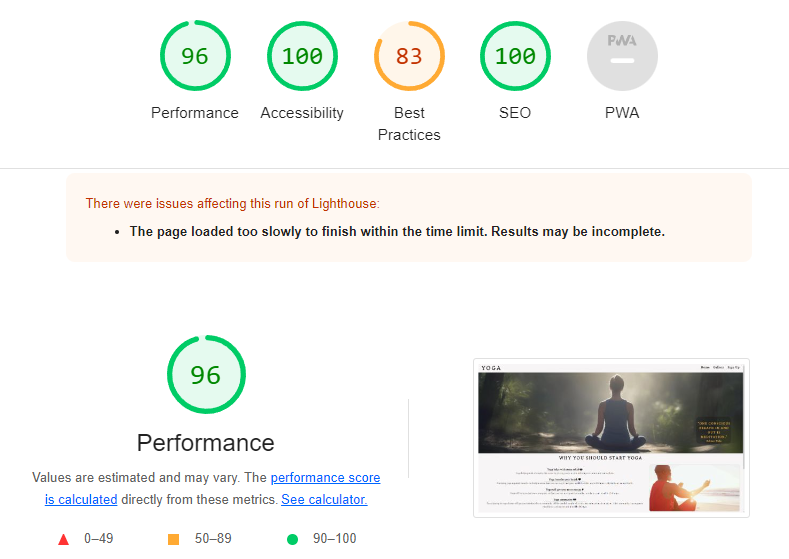 96
100
83
100
PWA
Performance
Accessibility
Best
Practices
SEO
PWA
There were issues affecting this run of Lighthouse:
• The page loaded too slowly to finish within the time limit. Results may be incomplete.
96
Performance
Values are estimated and may vary. The performance score
is calculated directly from these metrics. See calculator.
0–49
50–89
90–100
YOGA
Home Gallery Sign Up
WHY YOU SHOULD START YOGA